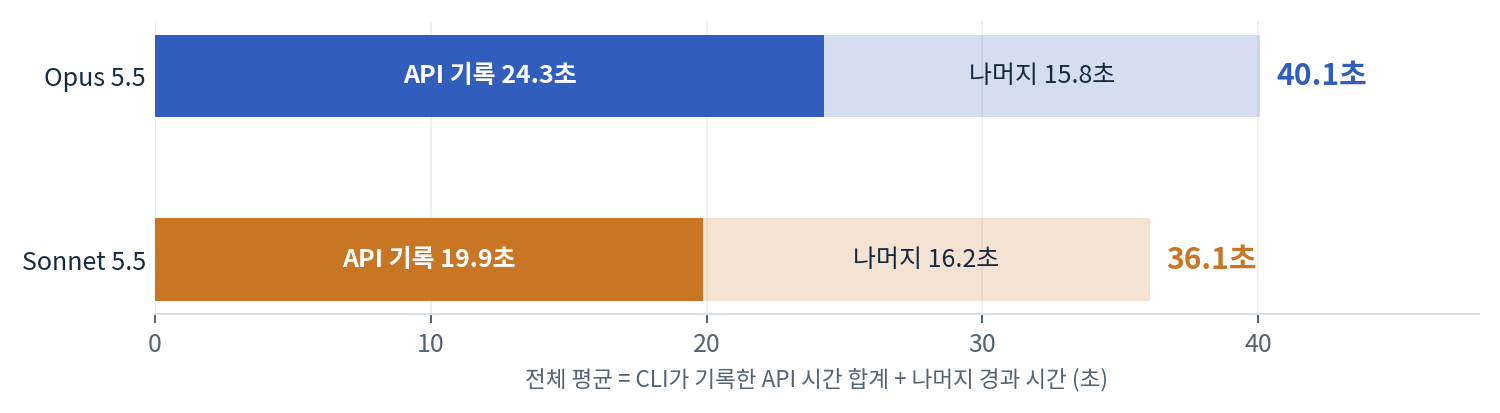 Opus 5.5 API 기록 24.3초 나머지 15.8초 40.1초
Sonnet 5.5 API 기록 19.9초 나머지 16.2초 36.1초
0 10 20 30 40
전체 평균 = CLI가 기록한 API 시간 합계 + 나머지 경과 시간 (초)